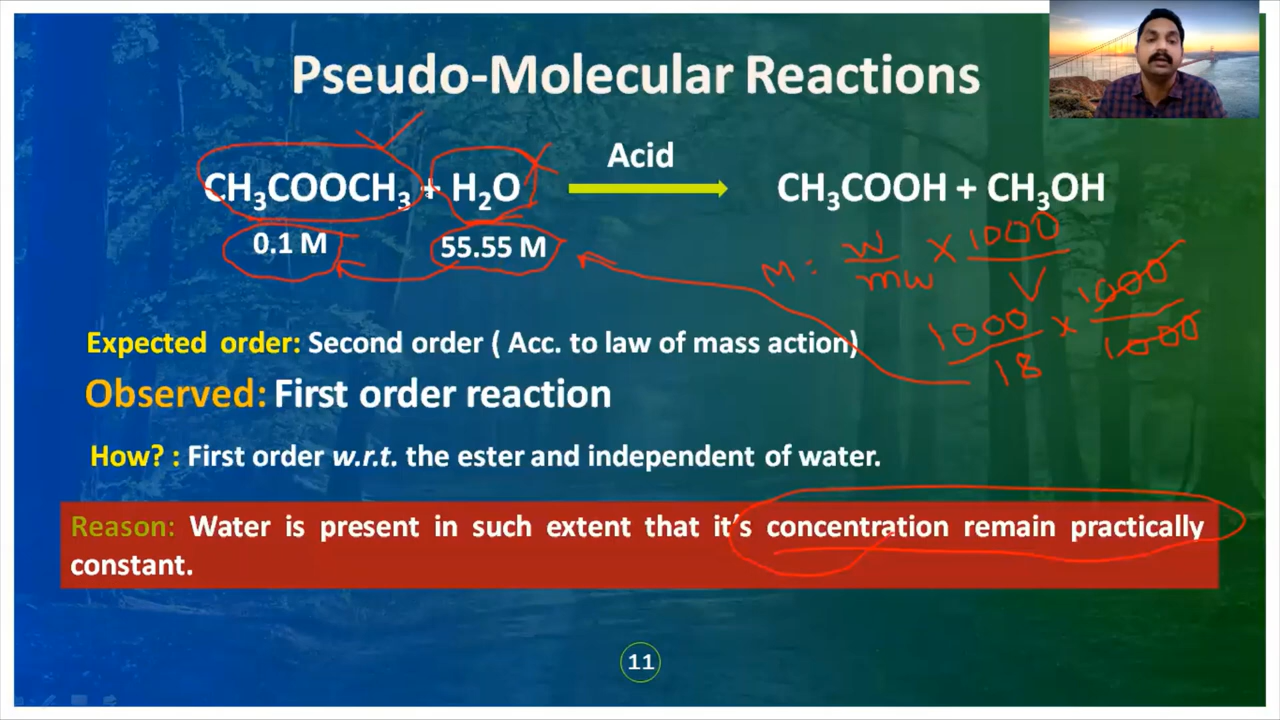 Pseudo-Molecular Reactions
CH₃COOCH₃ + H₂O
Acid
CH₃COOH + CH₃OH
0.1 M
55.55 M
M: W/mw × 1000/V
1000/18 × 1000/1000
Expected order: Second order ( Acc. to law of mass action)
Observed: First order reaction
How? : First order w.r.t. the ester and independent of water.
Reason: Water is present in such extent that it's concentration remain practically
constant.
11